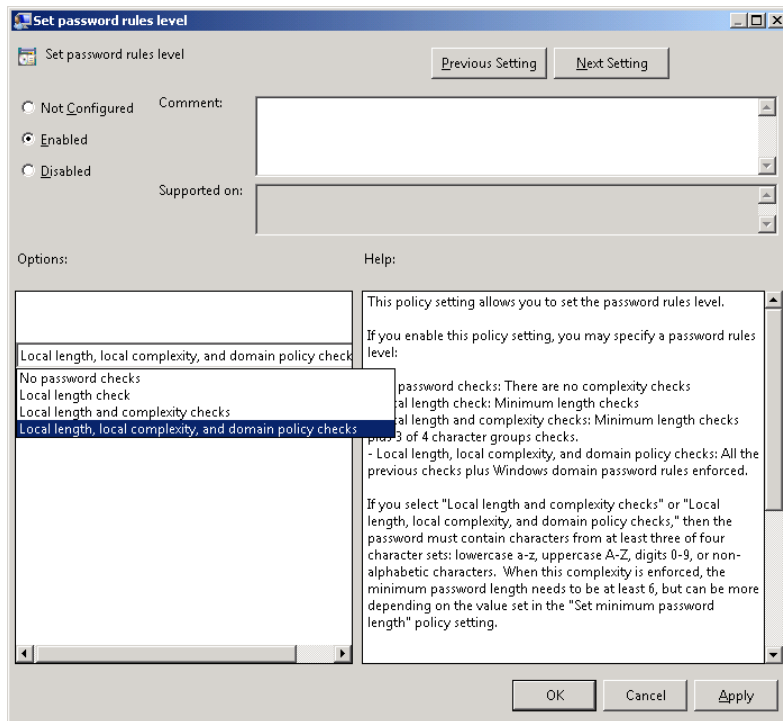 Set password rules level
Set password rules level
Previous Setting
Next Setting
Not Configured
Comment:
Enabled
Disabled
Supported on:
Options:
Help:
Local length, local complexity, and domain policy check
No password checks
Local length check
Local length and complexity checks
Local length, local complexity, and domain policy checks
This policy setting allows you to set the password rules level.
If you enable this policy setting, you may specify a password rules
level:
password checks: There are no complexity checks
al length check: Minimum length checks
al length and complexity checks: Minimum length checks
plus 3 of 4 character groups checks.
- Local length, local complexity, and domain policy checks: All the
previous checks plus Windows domain password rules enforced.
If you select "Local length and complexity checks" or "Local
length, local complexity, and domain policy checks," then the
password must contain characters from at least three of four
character sets: lowercase a-z, uppercase A-Z, digits 0-9, or non-
alphabetic characters. When this complexity is enforced, the
minimum password length needs to be at least 6, but can be more
depending on the value set in the "Set minimum password
length" policy setting.
OK
Cancel
Apply